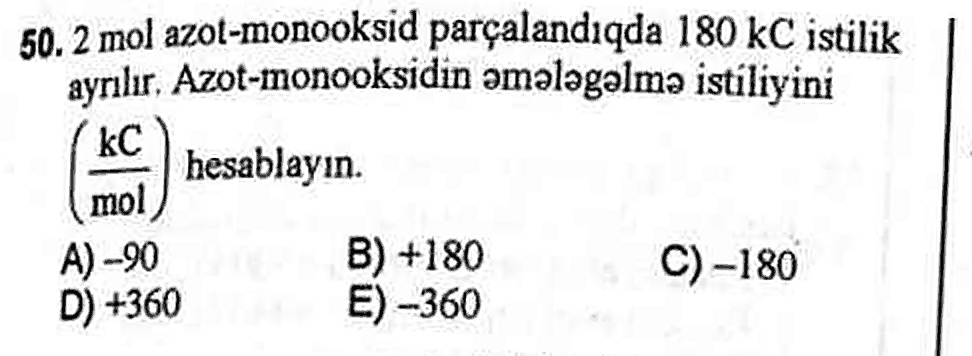 50. 2 mol azot-monooksid parçalandıqda 180 kC istilik
ayrılır. Azot-monooksidin əmələgəlmə istiliyini
(kC/mol) hesablayın.
A) –90 B) +180 C) –180
D) +360 E) –360